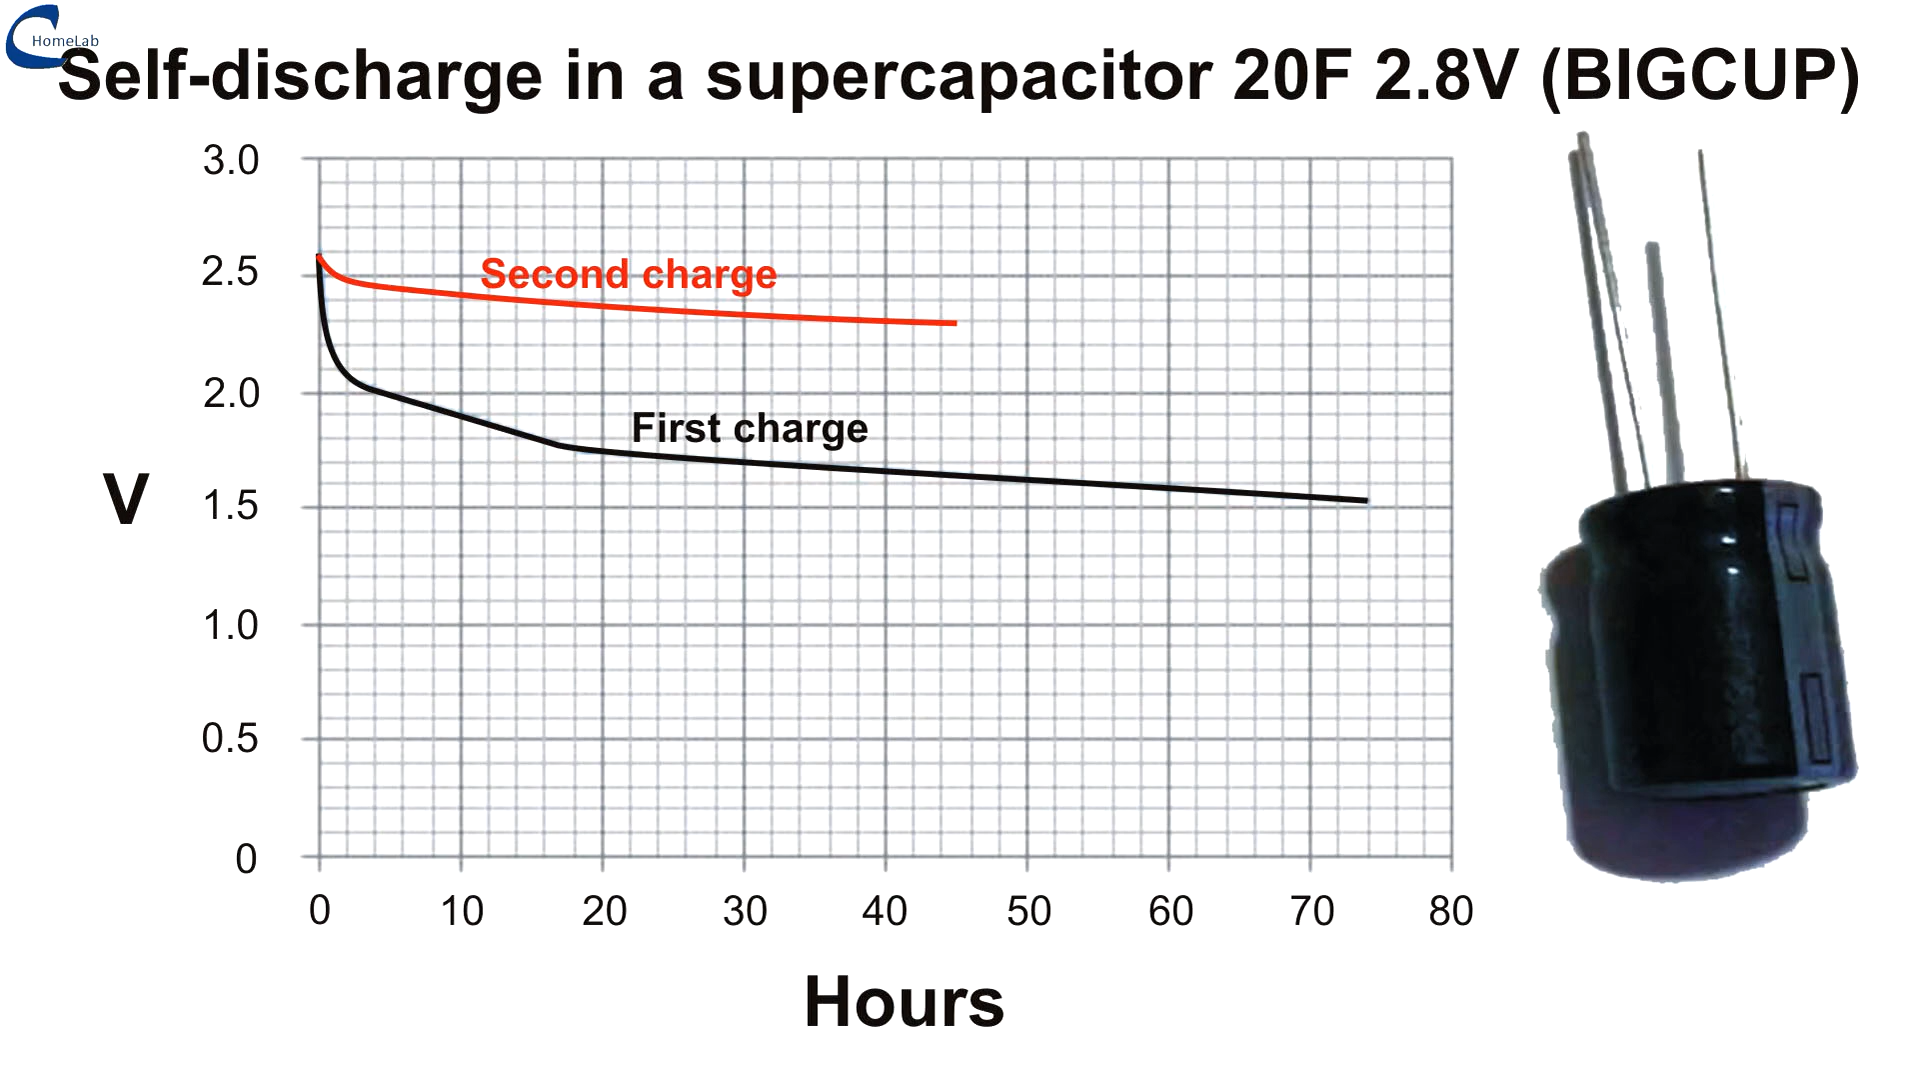 HomeLab
Self-discharge in a supercapacitor 20F 2.8V (BIGCUP)
3.0
2.5
2.0
1.5
1.0
0.5
0
V
Second charge
First charge
0 10 20 30 40 50 60 70 80
Hours